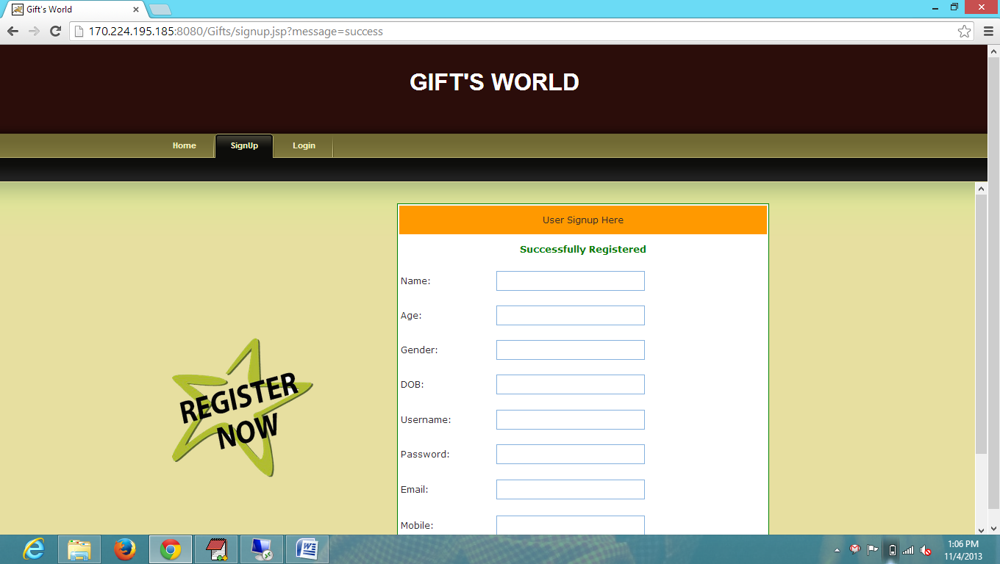 Gift's World
170.224.195.185:8080/Gifts/signup.jsp?message=success
GIFT'S WORLD
Home
SignUp
Login
User Signup Here
Successfully Registered
Name:
Age:
Gender:
DOB:
Username:
Password:
Email:
Mobile:
REGISTER
NOW
1:06 PM
11/4/2013